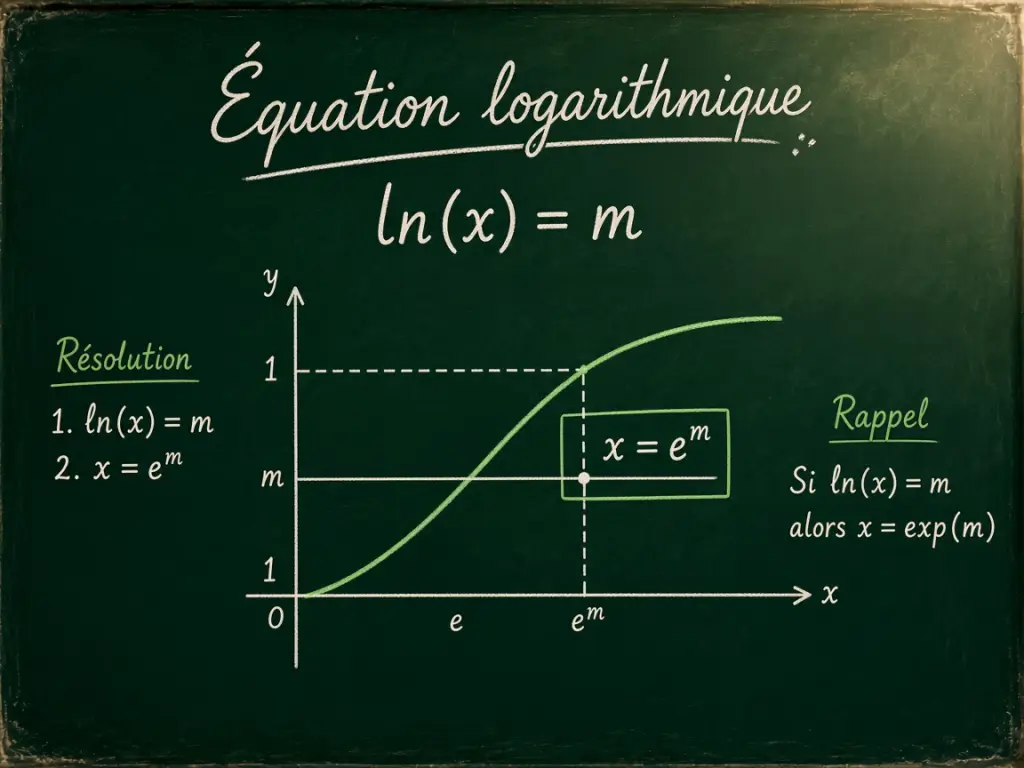 Équation logarithmique
ln(x) = m
y
1
Résolution
1. ln(x) = m
2. x = e^m
x = e^m
m
Rappel
Si ln(x) = m
alors x = exp(m)
1
x
0
e
e^m